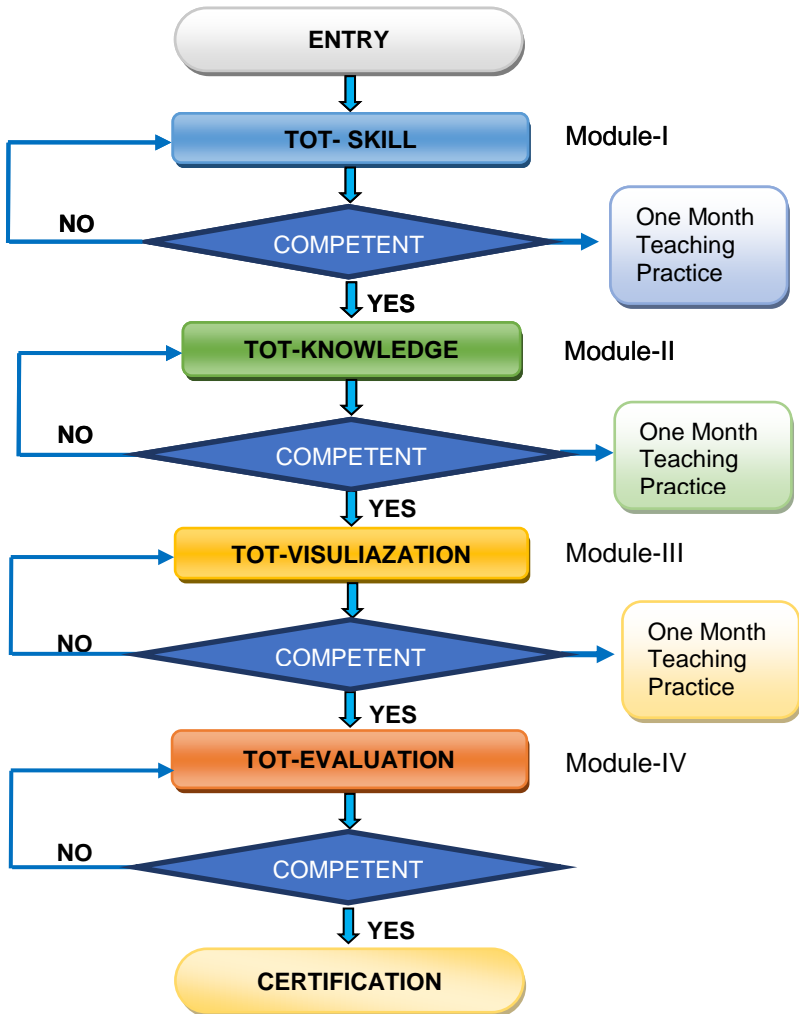 ENTRY
TOT- SKILL
Module-I
NO
COMPETENT
One Month
Teaching
Practice
YES
TOT-KNOWLEDGE
Module-II
NO
COMPETENT
One Month
Teaching
Practice
YES
TOT-VISULIAZATION
Module-III
NO
COMPETENT
One Month
Teaching
Practice
YES
TOT-EVALUATION
Module-IV
NO
COMPETENT
YES
CERTIFICATION